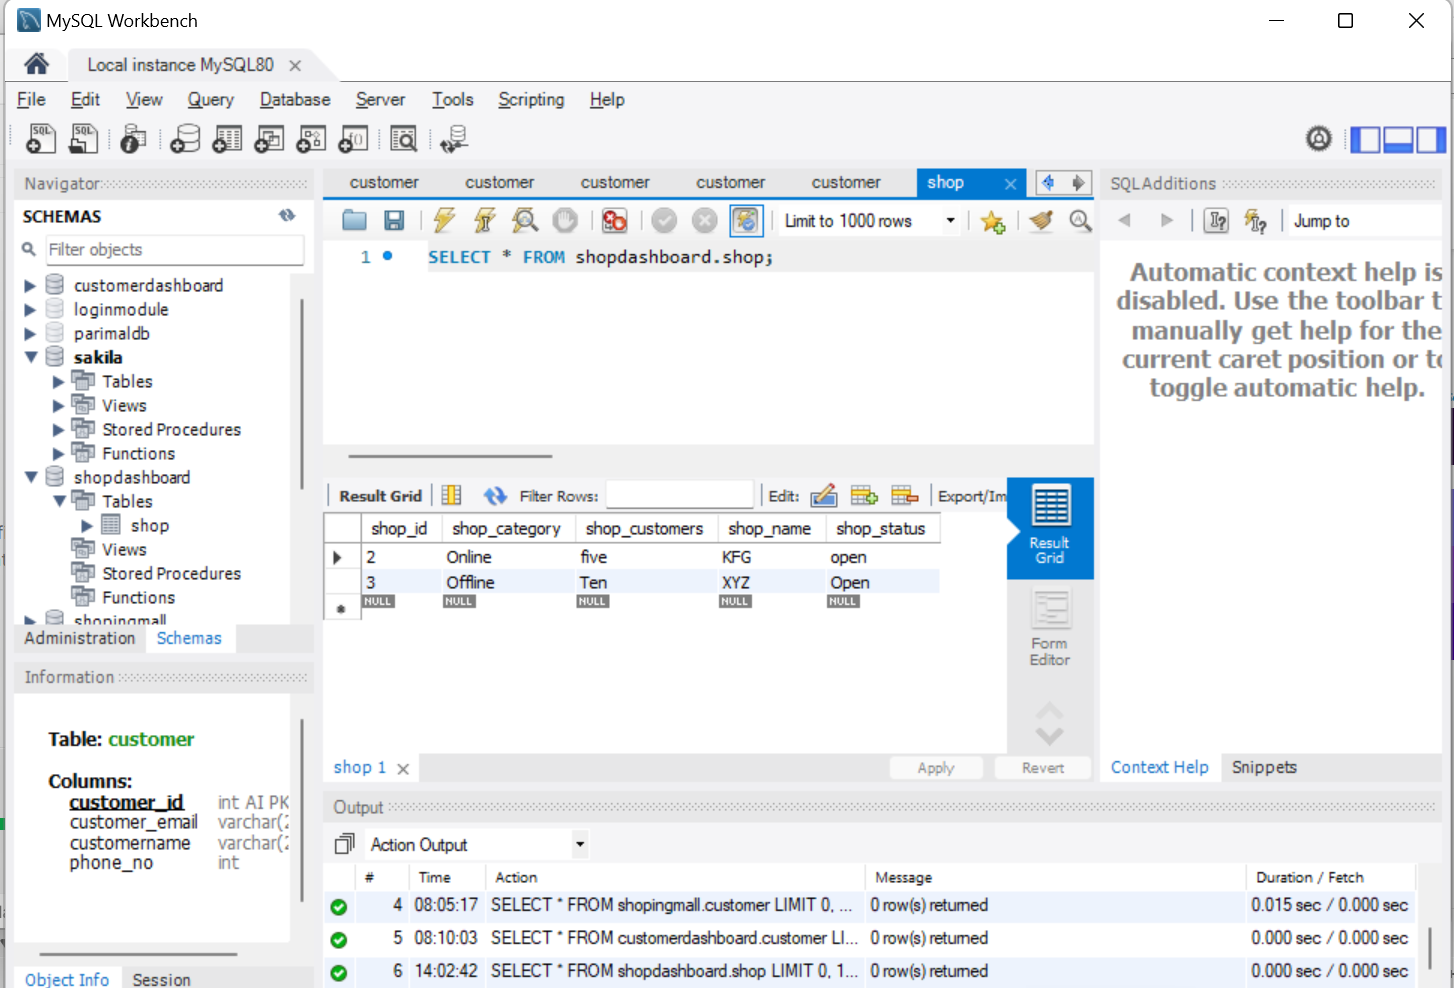 MySQL Workbench
Local instance MySQL80
File Edit View Query Database Server Tools Scripting Help
Navigator
SCHEMAS
Filter objects
customerdashboard
loginmodule
parimaldb
sakila
Tables
Views
Stored Procedures
Functions
shopdashboard
Tables
shop
Views
Stored Procedures
Functions
shopingmall
Administration Schemas
Information
Table: customer
Columns:
customer_id int AI PK
customer_email varchar(2
customername varchar(2
phone_no int
Object Info Session
customer customer customer customer customer shop
Limit to 1000 rows
1 SELECT * FROM shopdashboard.shop;
Result Grid Filter Rows: Edit: Export/Im
shop_id shop_category shop_customers shop_name shop_status
2 Online five KFG open
3 Offline Ten XYZ Open
NULL NULL NULL NULL NULL
Result
Grid
Form
Editor
shop 1 Apply Revert
SQLAdditions
Jump to
Automatic context help is
disabled. Use the toolbar t
manually get help for the
current caret position or to
toggle automatic help.
Context Help Snippets
Output
Action Output
# Time Action Message Duration / Fetch
4 08:05:17 SELECT * FROM shopingmall.customer LIMIT 0, ... 0 row(s) returned 0.015 sec / 0.000 sec
5 08:10:03 SELECT * FROM customerdashboard.customer LI... 0 row(s) returned 0.000 sec / 0.000 sec
6 14:02:42 SELECT * FROM shopdashboard.shop LIMIT 0, 1... 0 row(s) returned 0.000 sec / 0.000 sec